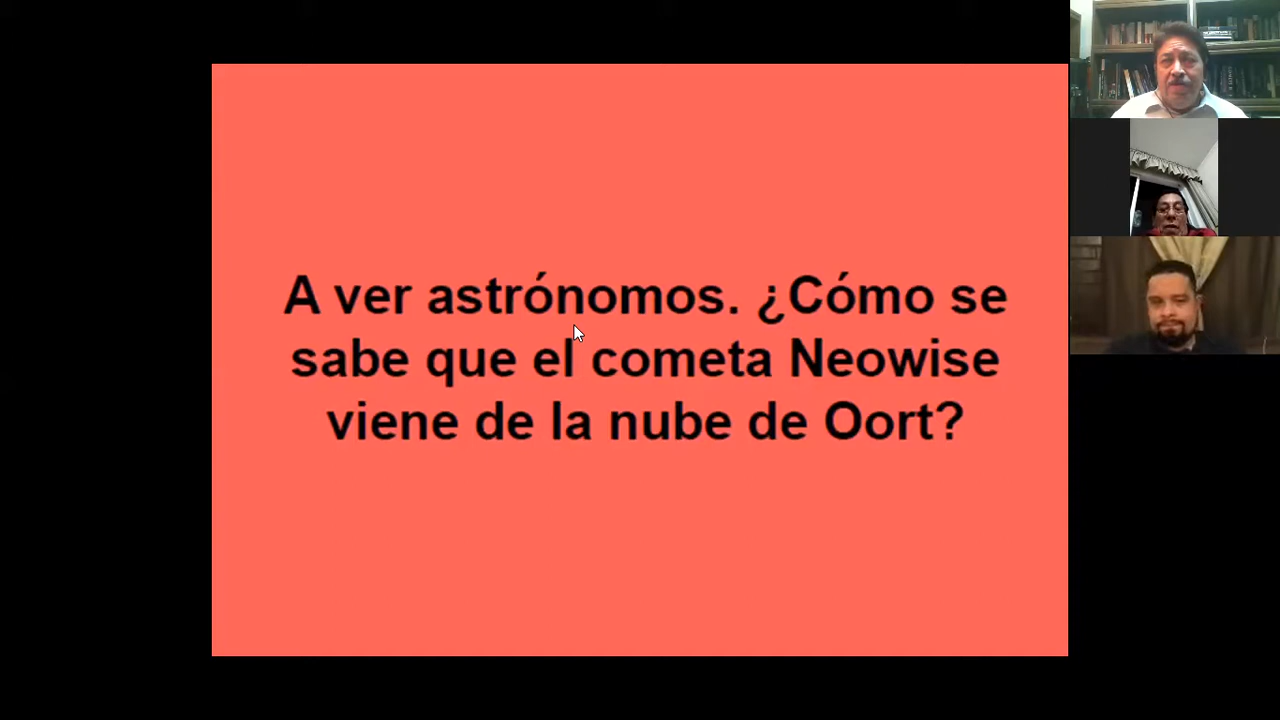 A ver astrónomos. ¿Cómo se
sabe que el cometa Neowise
viene de la nube de Oort?